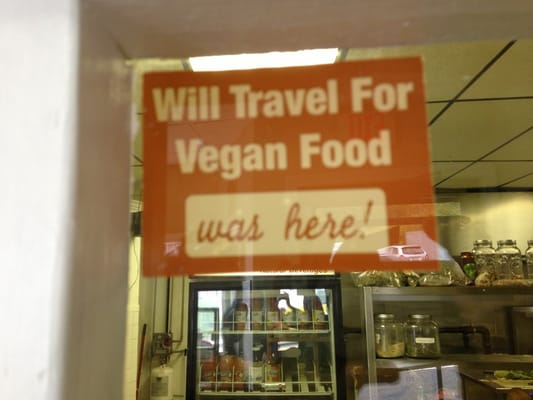 Will Travel For
Vegan Food
was here!